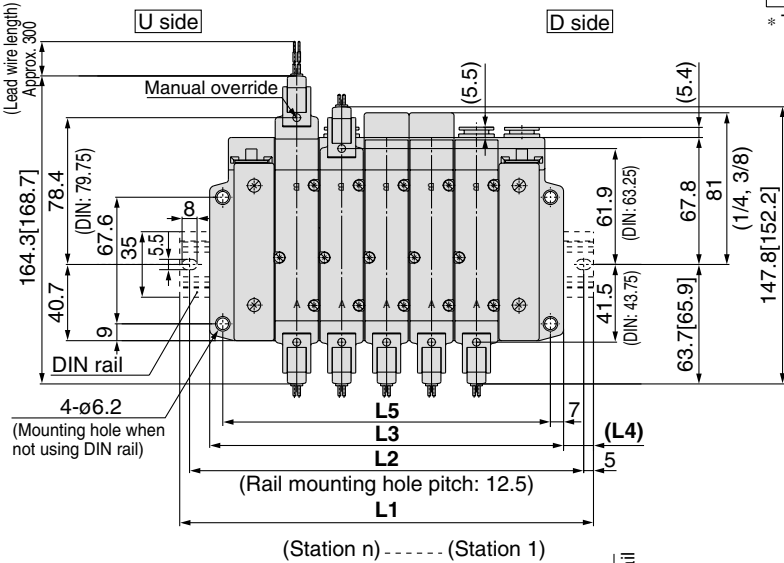 U side
D side
*
(Lead wire length)
Approx. 300
Manual override
(5.5)
(5.4)
164.3[168.7]
78.4
(DIN: 79.75)
67.6
8
35
5.5
40.7
9
61.9
(DIN: 63.25)
67.8
81
(1/4, 3/8)
147.8[152.2]
41.5
(DIN: 43.75)
63.7[65.9]
B B B B B
A A A A A
DIN rail
4-ø6.2
(Mounting hole when
not using DIN rail)
L5
7
L3
(L4)
L2
5
(Rail mounting hole pitch: 12.5)
L1
(Station n) ------ (Station 1)